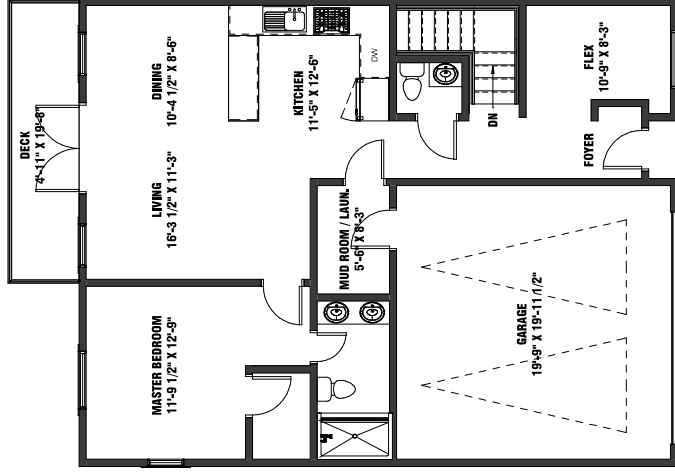 DECK
4'-11" X 19'-8"
DINING
10'-4 1/2" X 8'-6"
LIVING
16'-3 1/2" X 11'-3"
KITCHEN
11'-5" X 12'-6"
DW
DN
FLEX
10'-9" X 8'-3"
FOYER
MUD ROOM / LAUN.
5'-6" X 8'-3"
MASTER BEDROOM
11'-9 1/2" X 12'-9"
GARAGE
19'-9" X 19'-11 1/2"